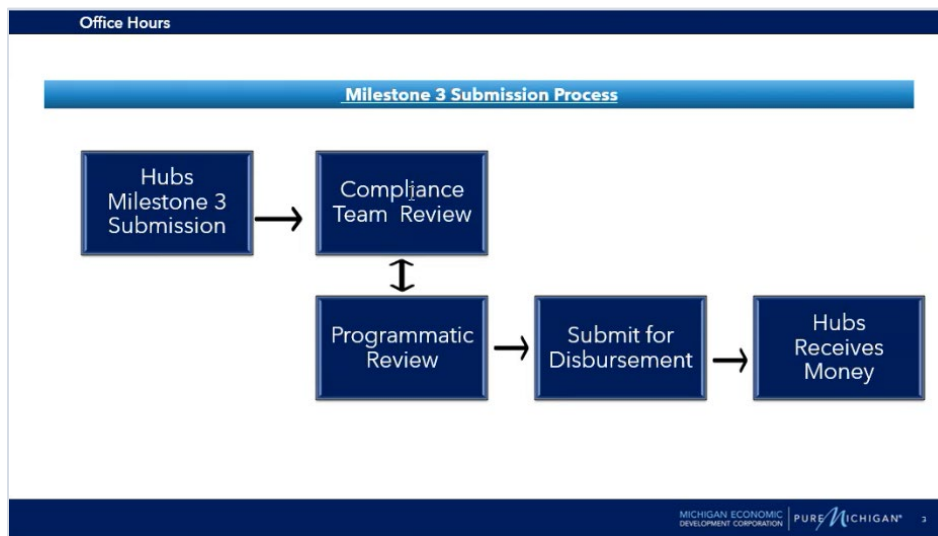 Office Hours
Milestone 3 Submission Process
Hubs
Milestone 3
Submission
Compliance
Team Review
Programmatic
Review
Submit for
Disbursement
Hubs
Receives
Money
MICHIGAN ECONOMIC
DEVELOPMENT CORPORATION
PURE MICHIGAN®
3